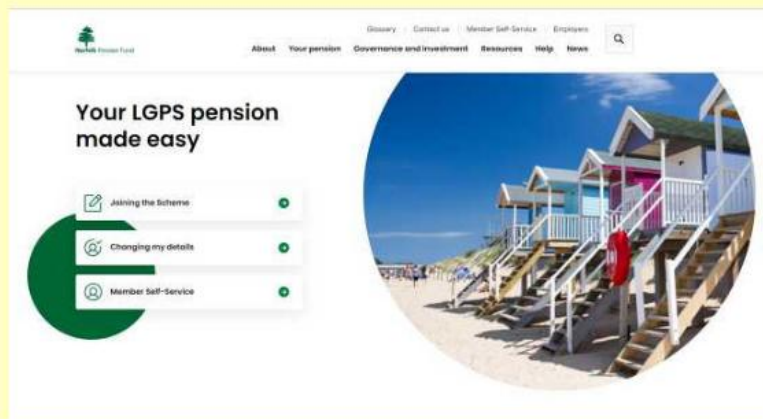 Glossary Contact us Member Self-Service Employers
Norfolk Pension Fund
About Your pension Governance and investment Resources Help News
Your LGPS pension
made easy
Joining the Scheme
Changing my details
Member Self-Service